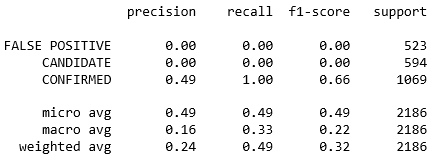 precision recall f1-score support
FALSE POSITIVE 0.00 0.00 0.00 523
CANDIDATE 0.00 0.00 0.00 594
CONFIRMED 0.49 1.00 0.66 1069
micro avg 0.49 0.49 0.49 2186
macro avg 0.16 0.33 0.22 2186
weighted avg 0.24 0.49 0.32 2186